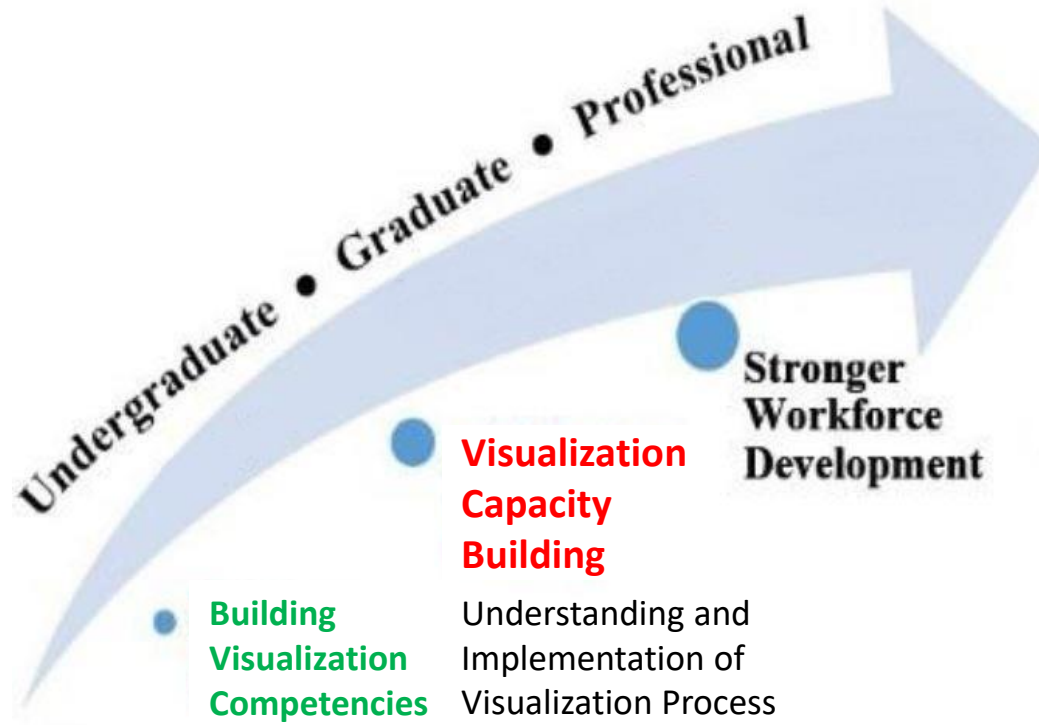 Undergraduate • Graduate • Professional
Stronger
Workforce
Development
Visualization
Capacity
Building
Understanding and
Implementation of
Visualization Process
Building
Visualization
Competencies